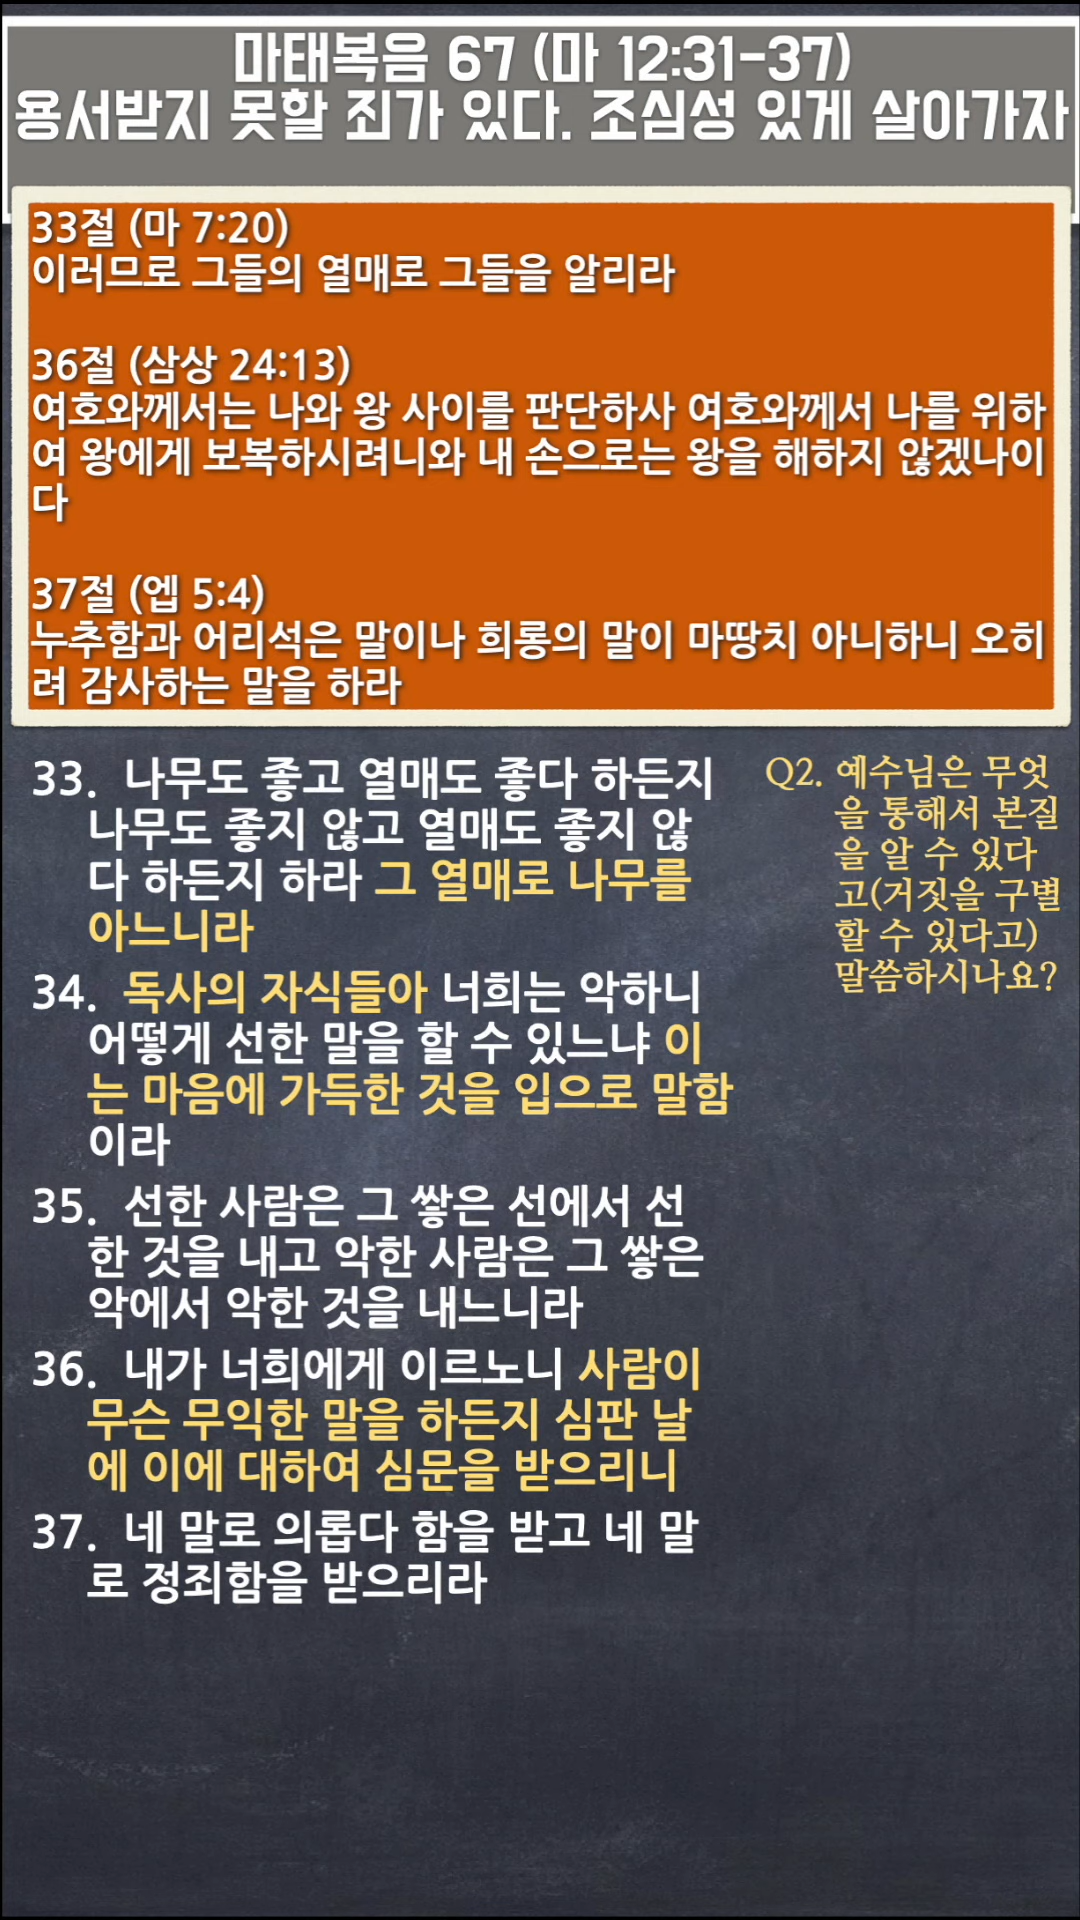 마태복음 67 (마 12:31-37)
용서받지 못할 죄가 있다. 조심성 있게 살아가자
33절 (마 7:20)
이러므로 그들의 열매로 그들을 알리라
36절 (삼상 24:13)
여호와께서는 나와 왕 사이를 판단하사 여호와께서 나를 위하
여 왕에게 보복하시려니와 내 손으로는 왕을 해하지 않겠나이
다
37절 (엡 5:4)
누추함과 어리석은 말이나 희롱의 말이 마땅치 아니하니 오히
려 감사하는 말을 하라
33. 나무도 좋고 열매도 좋다 하든지
나무도 좋지 않고 열매도 좋지 않
다 하든지 하라 그 열매로 나무를
아느니라
34. 독사의 자식들아 너희는 악하니
어떻게 선한 말을 할 수 있느냐 이
는 마음에 가득한 것을 입으로 말함
이라
35. 선한 사람은 그 쌓은 선에서 선
한 것을 내고 악한 사람은 그 쌓은
악에서 악한 것을 내느니라
36. 내가 너희에게 이르노니 사람이
무슨 무익한 말을 하든지 심판 날
에 이에 대하여 심문을 받으리니
37. 네 말로 의롭다 함을 받고 네 말
로 정죄함을 받으리라
Q2. 예수님은 무엇
을 통해서 본질
을 알 수 있다
고(거짓을 구별
할 수 있다고)
말씀하시나요?